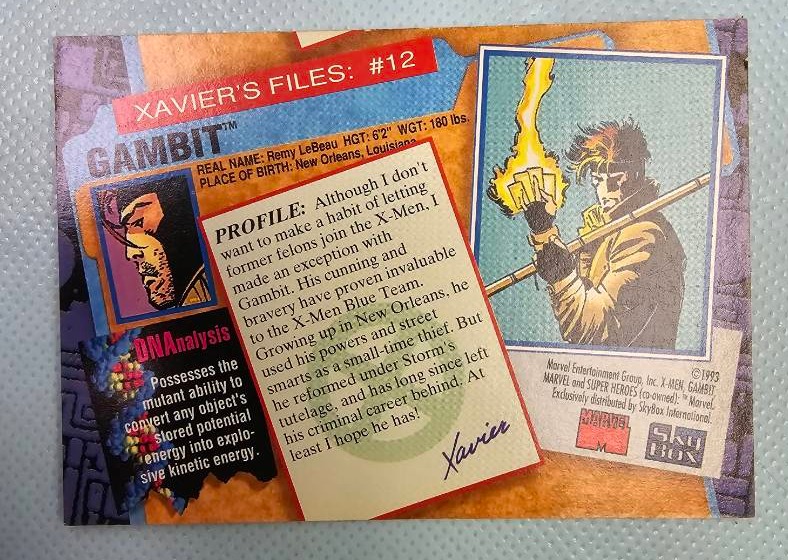 XAVIER'S FILES: #12
GAMBIT™
REAL NAME: Remy LeBeau HGT: 6'2" WGT: 180 lbs.
PLACE OF BIRTH: New Orleans, Louisiana
PROFILE: Although I don't
want to make a habit of letting
former felons join the X-Men, I
made an exception with
Gambit. His cunning and
bravery have proven invaluable
to the X-Men Blue Team.
Growing up in New Orleans, he
used his powers and street
smarts as a small-time thief. But
he reformed under Storm's
tutelage, and has long since left
his criminal career behind. At
least I hope he has!
Xavier
DNAnalysis
Possesses the
mutant ability to
convert any object's
stored potential
energy into explo-
sive kinetic energy.
©1993
Marvel Entertainment Group, Inc. X-MEN, GAMBIT
MARVEL and SUPER HEROES (co-owned): ™ Marvel.
Exclusively distributed by SkyBox International.
MARVEL
M
SKY
BOX